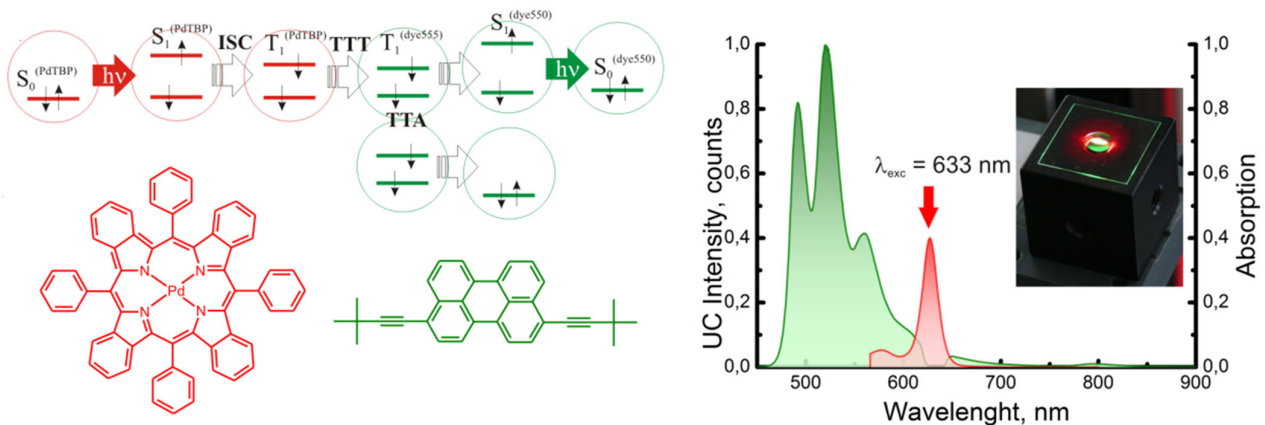 S0(PdTBP) hν S1(PdTBP) ISC T1(PdTBP) TTT T1(dye555) S1(dye550) hν S0(dye550)
TTA
N N
Pd
N N
UC Intensity, counts
1,0
0,8
0,6
0,4
0,2
0,0
λexc = 633 nm
1,0
0,8
0,6
0,4
0,2
0,0
Absorption
500 600 700 800 900
Wavelenght, nm